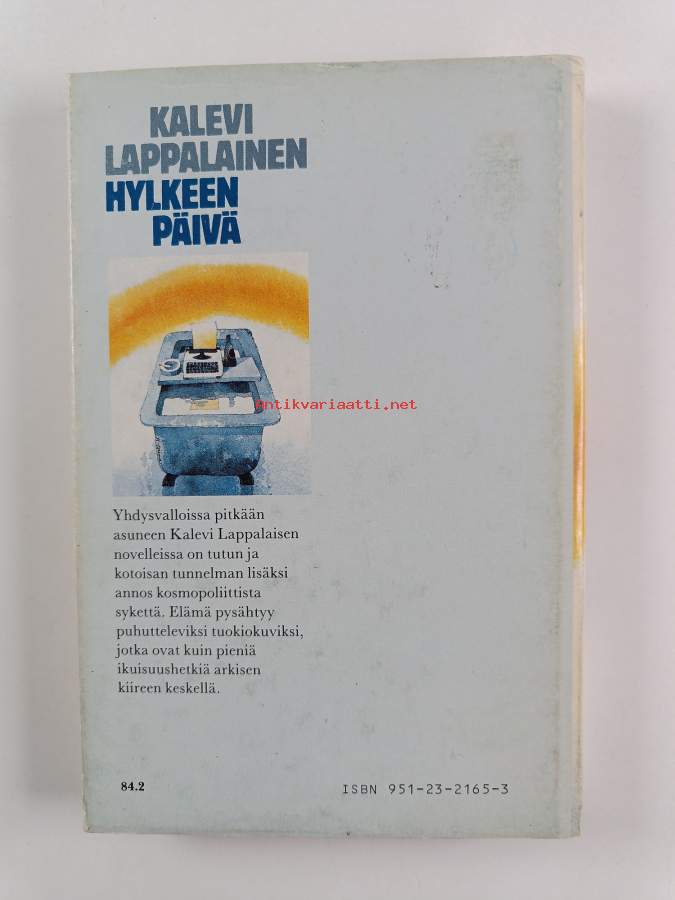 KALEVI
LAPPALAINEN
HYLKEEN
PÄIVÄ
Antikvariaatti.net
Yhdysvalloissa pitkään
asuneen Kalevi Lappalaisen
novelleissa on tutun ja
kotoisan tunnelman lisäksi
annos kosmopoliittista
sykettä. Elämä pysähtyy
puhutteleviksi tuokiokuviksi,
jotka ovat kuin pieniä
ikuisuushetkiä arkisen
kiireen keskellä.
84.2
ISBN 951-23-2165-3